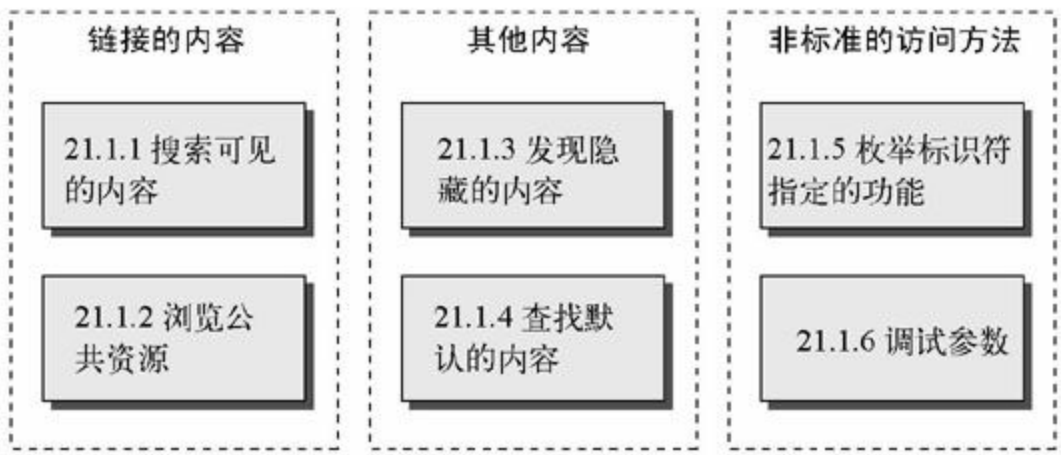 链接的内容
21.1.1 搜索可见
的内容
21.1.2 浏览公
共资源
其他内容
21.1.3 发现隐
藏的内容
21.1.4 查找默
认的内容
非标准的访问方法
21.1.5 枚举标识符
指定的功能
21.1.6 调试参数